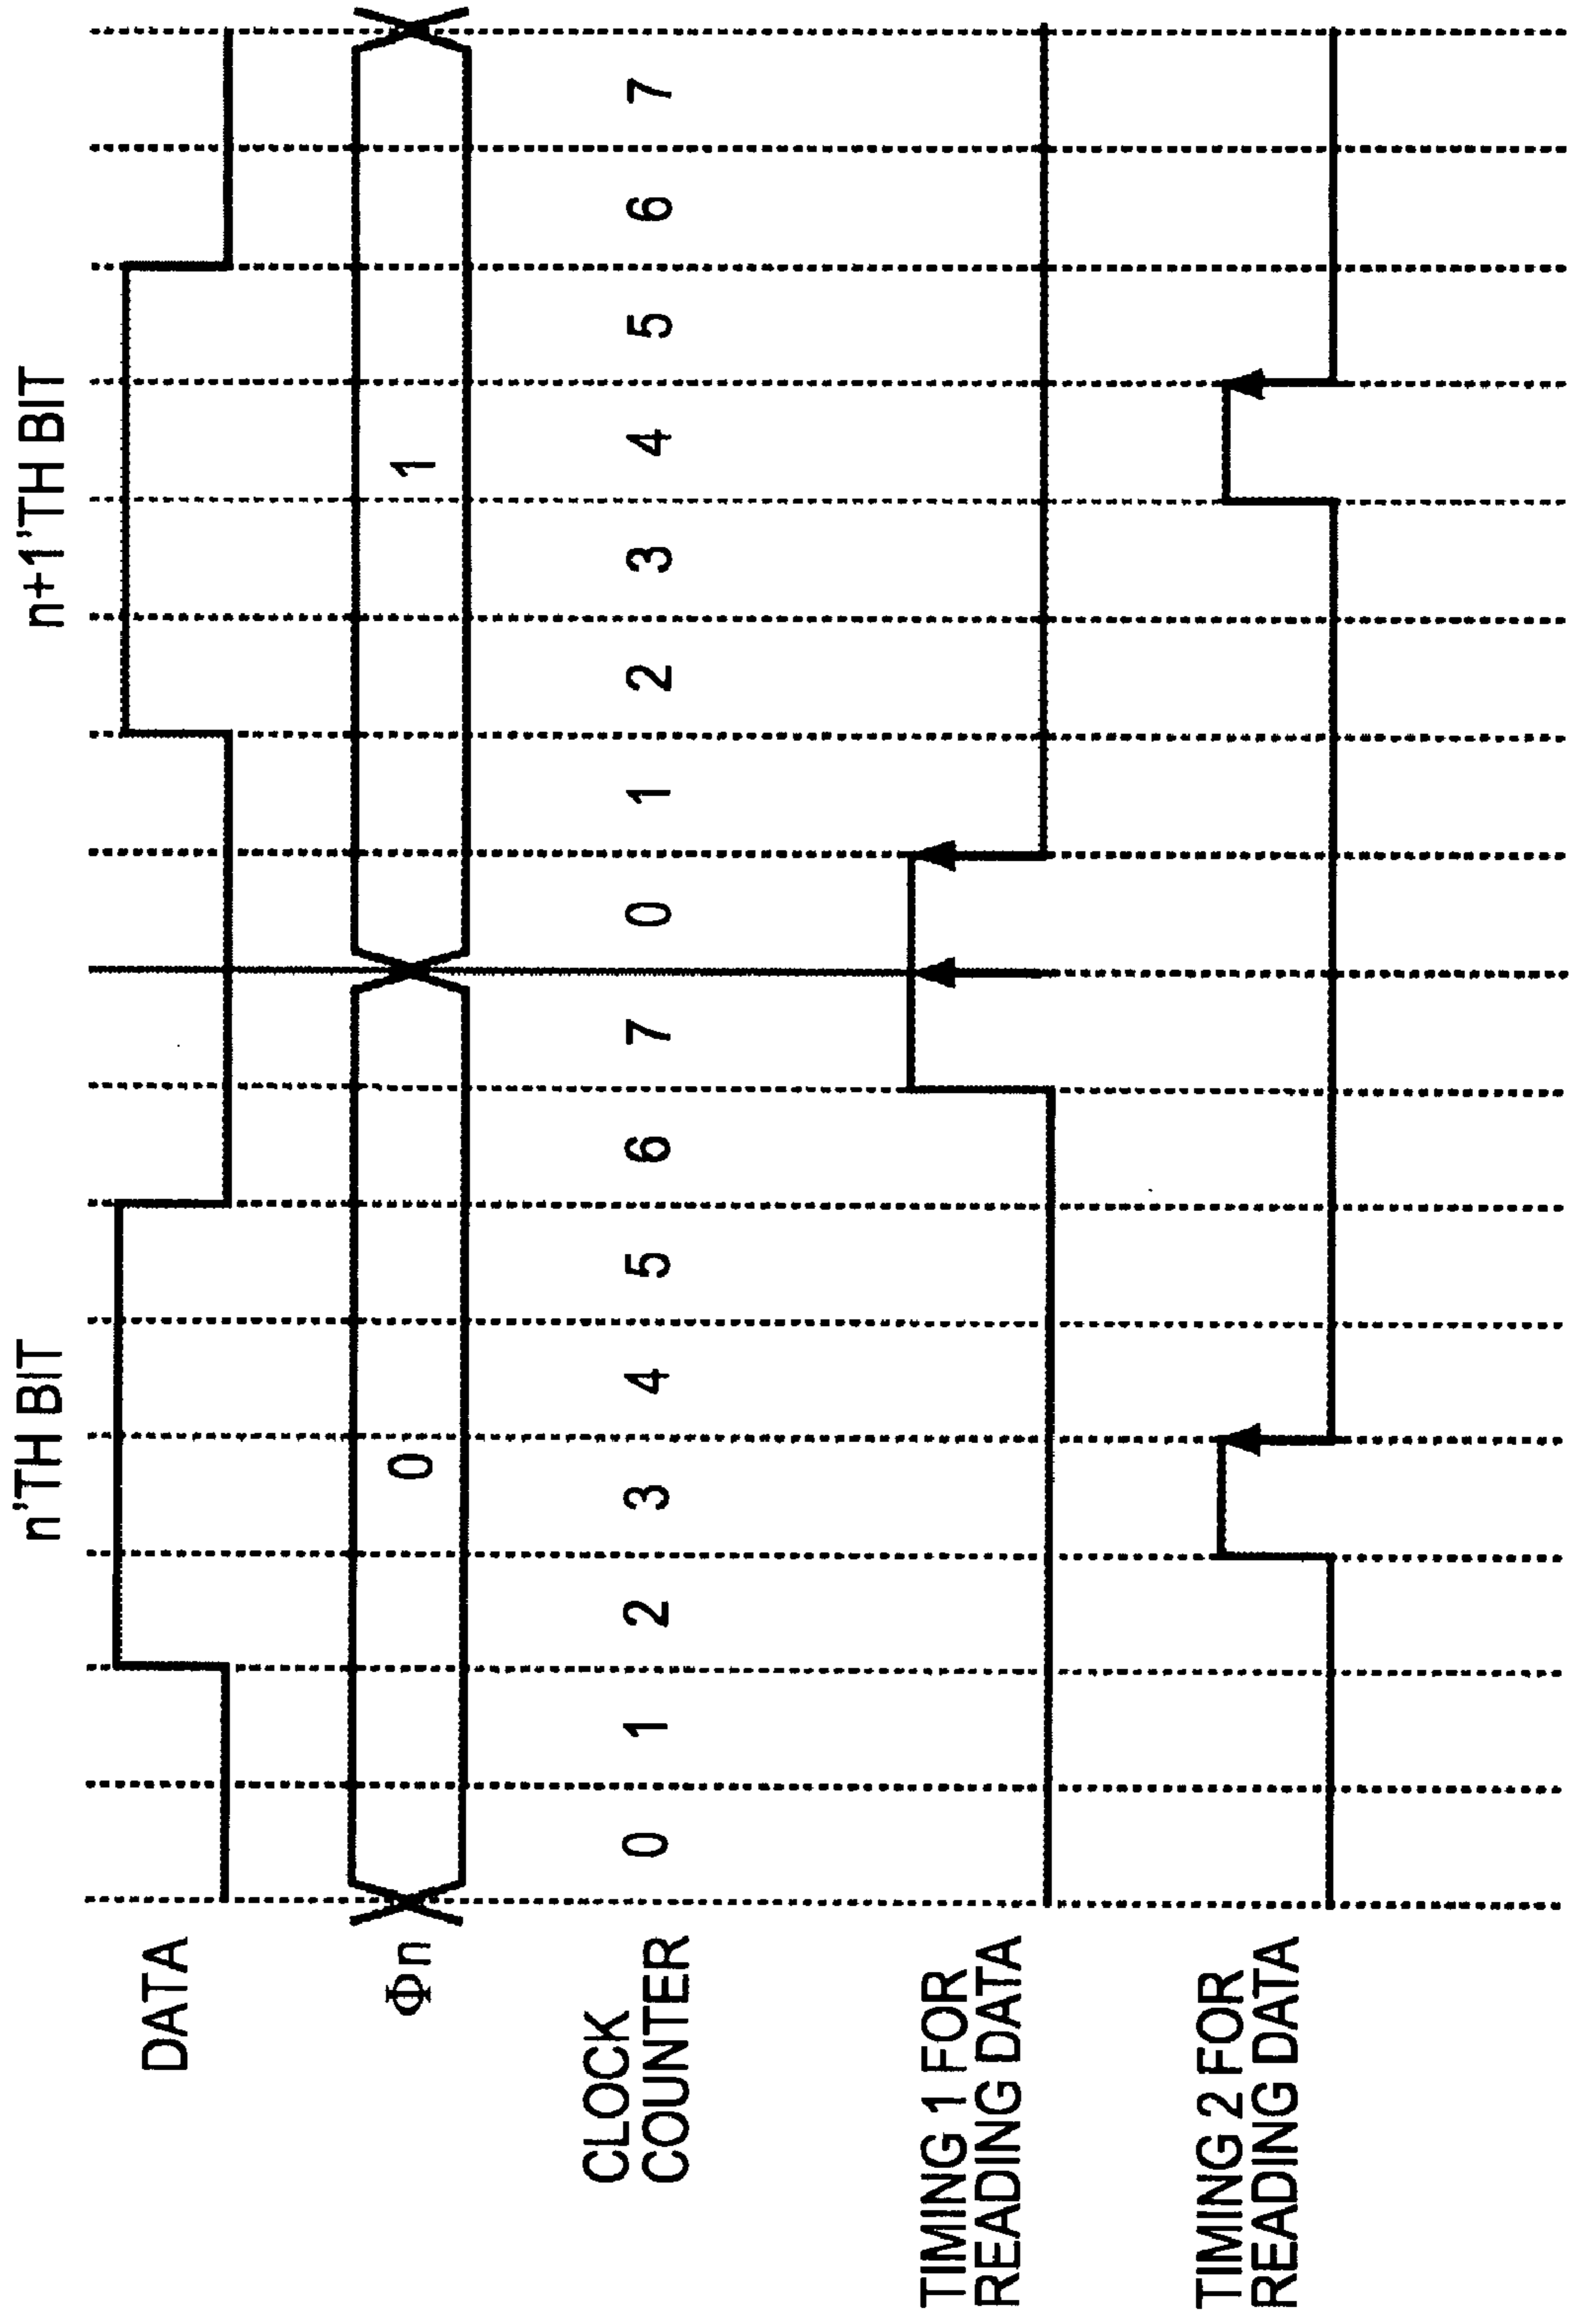 n'TH BIT
n+1'TH BIT
DATA
Φn
0
1
CLOCK
COUNTER
0 1 2 3 4 5 6 7 0 1 2 3 4 5 6 7
TIMING 1 FOR
READING DATA
TIMING 2 FOR
READING DATA